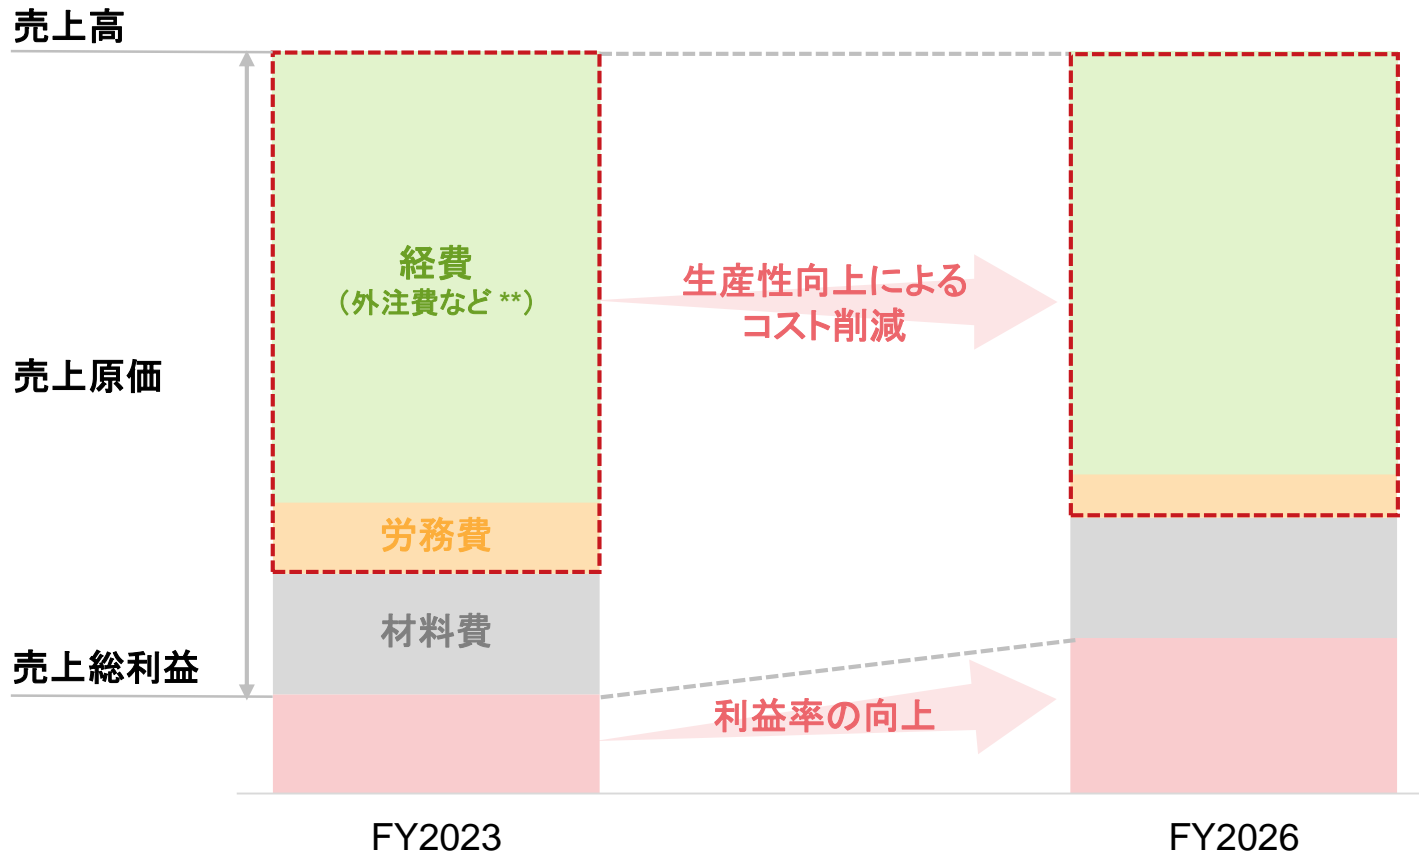 売上高
経費
（外注費など **）
生産性向上による
コスト削減
売上原価
労務費
材料費
売上総利益
利益率の向上
FY2023
FY2026